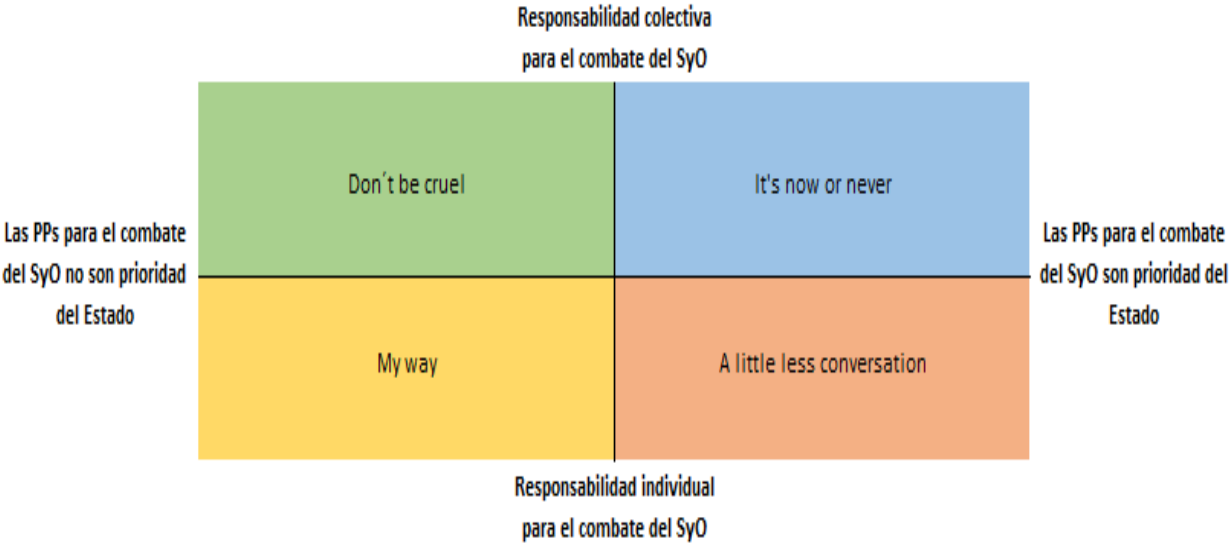 Responsabilidad colectiva
para el combate del SyO
Don´t be cruel
It's now or never
Las PPs para el combate
del SyO no son prioridad
del Estado
Las PPs para el combate
del SyO son prioridad del
Estado
My way
A little less conversation
Responsabilidad individual
para el combate del SyO